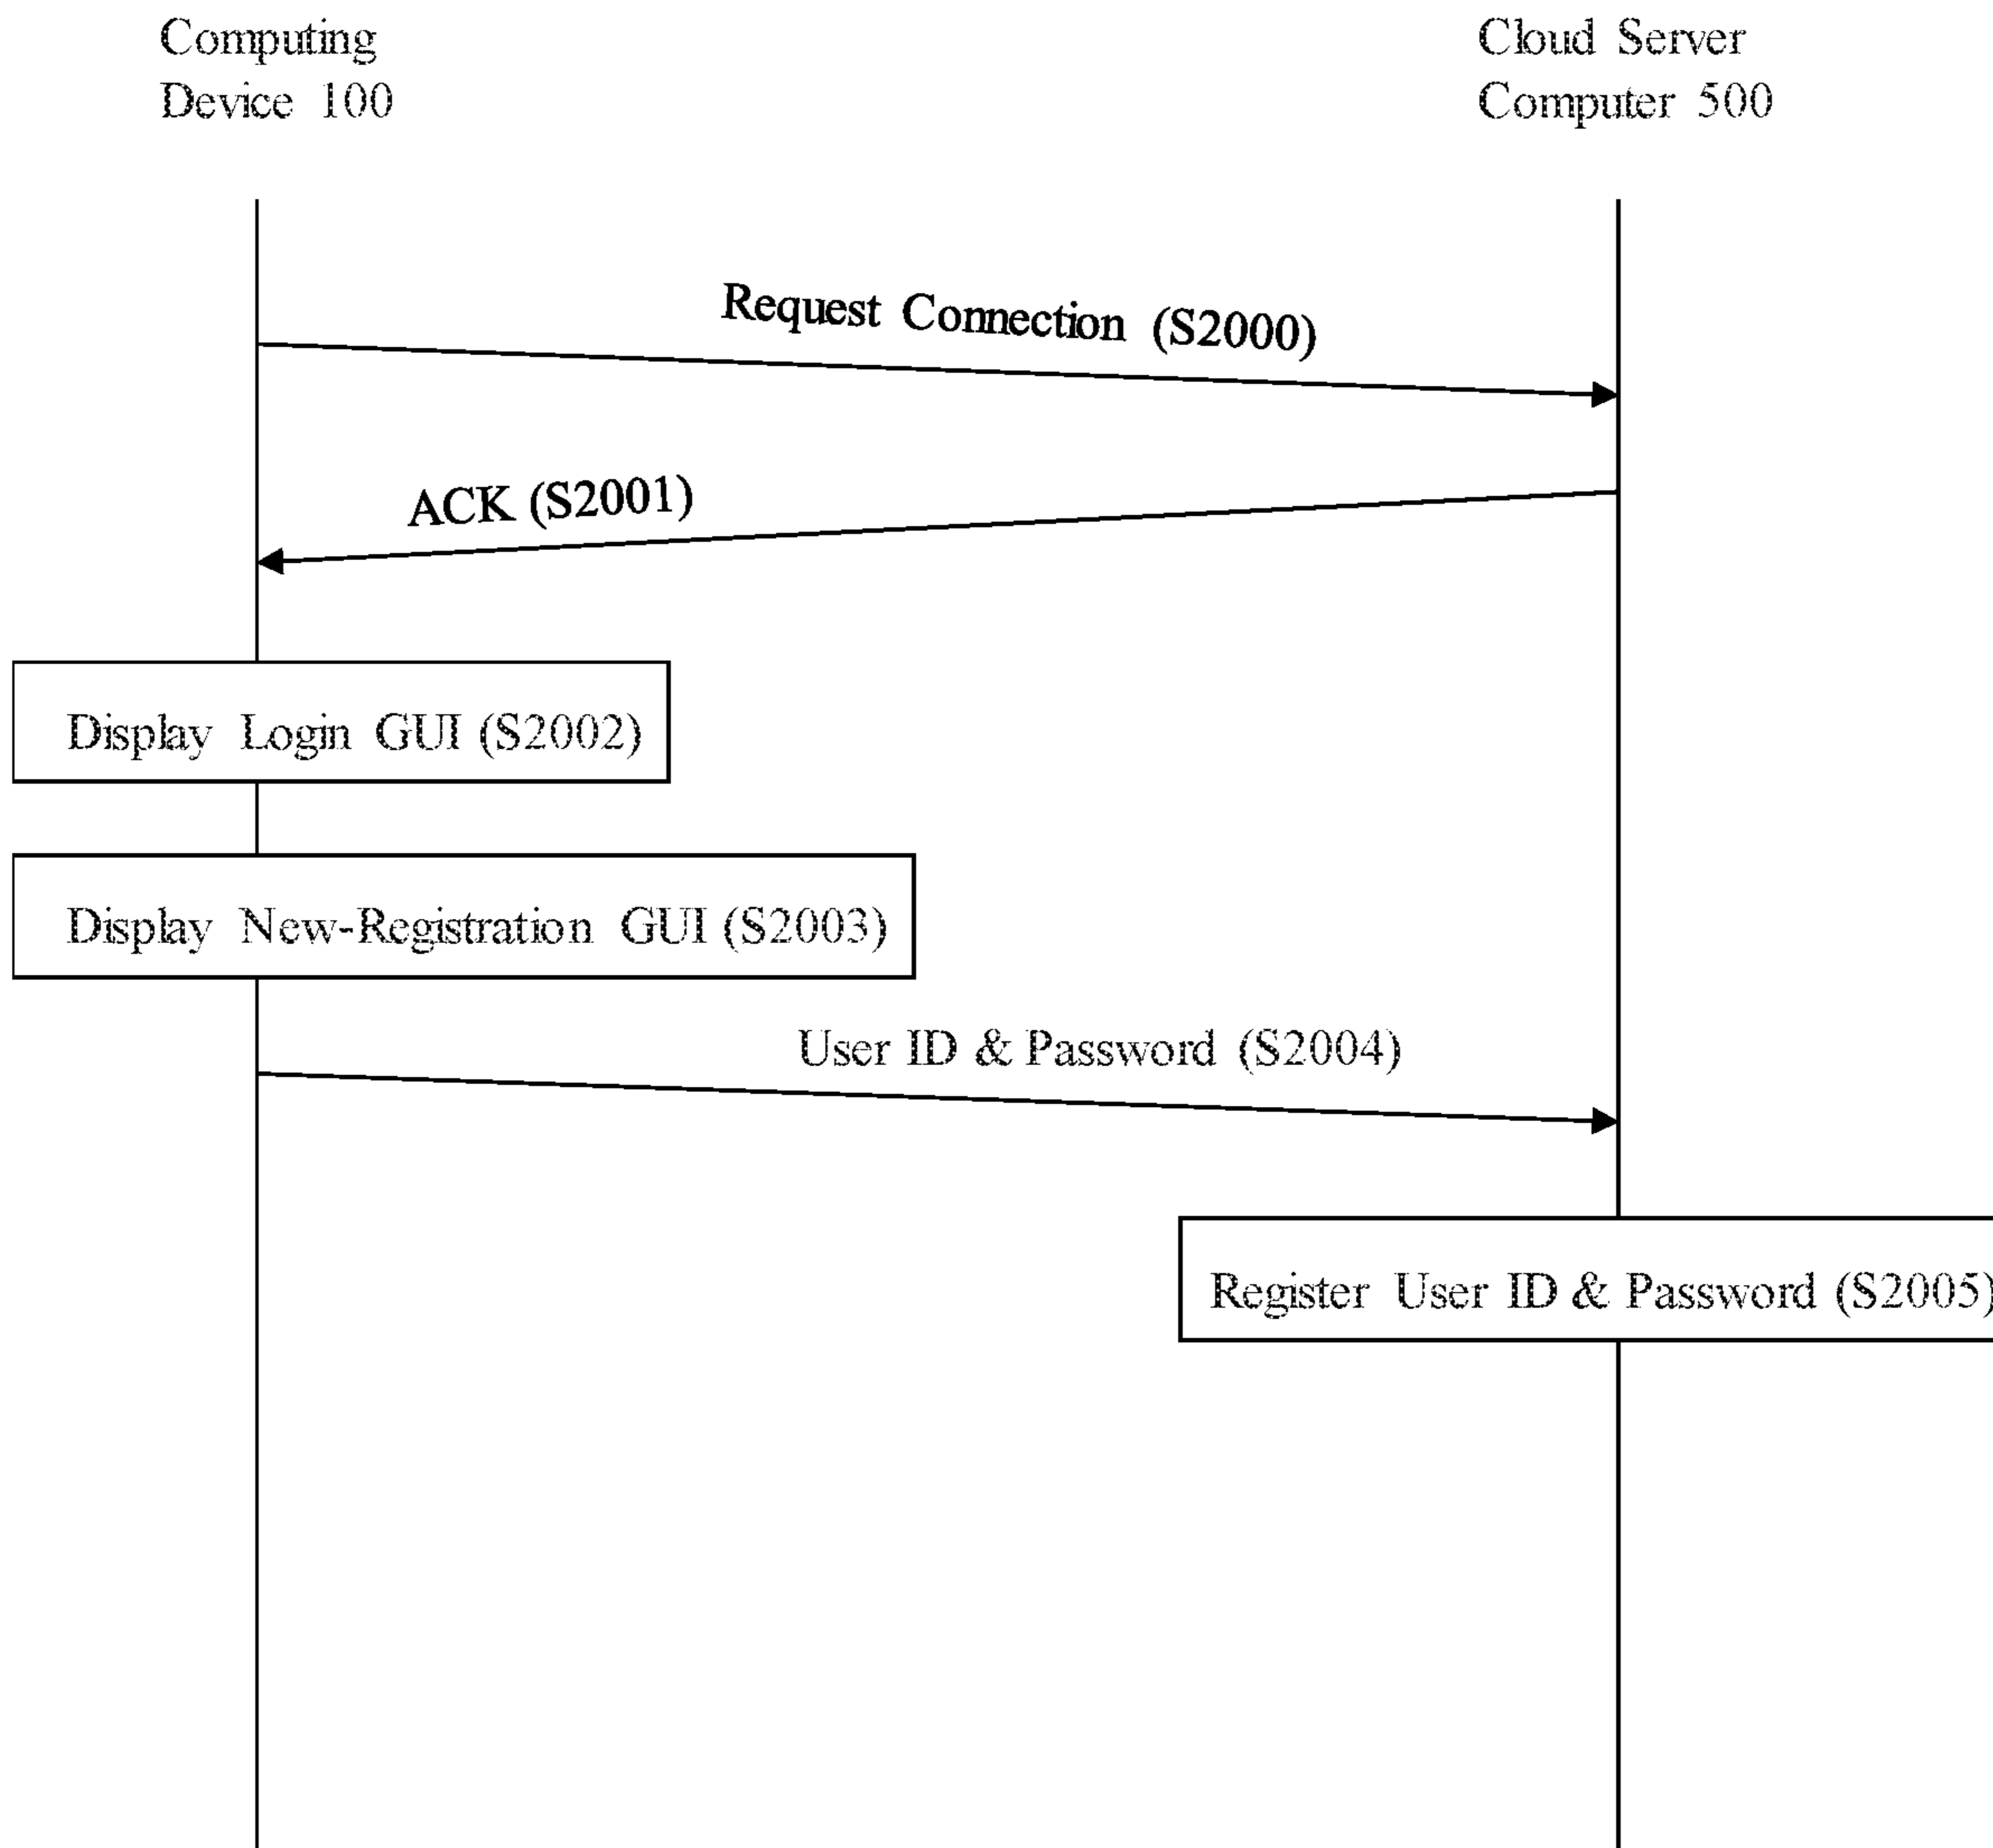 Computing
Device 100
Cloud Server
Computer 500
Request Connection (S2000)
ACK (S2001)
Display Login GUI (S2002)
Display New-Registration GUI (S2003)
User ID & Password (S2004)
Register User ID & Password (S2005)